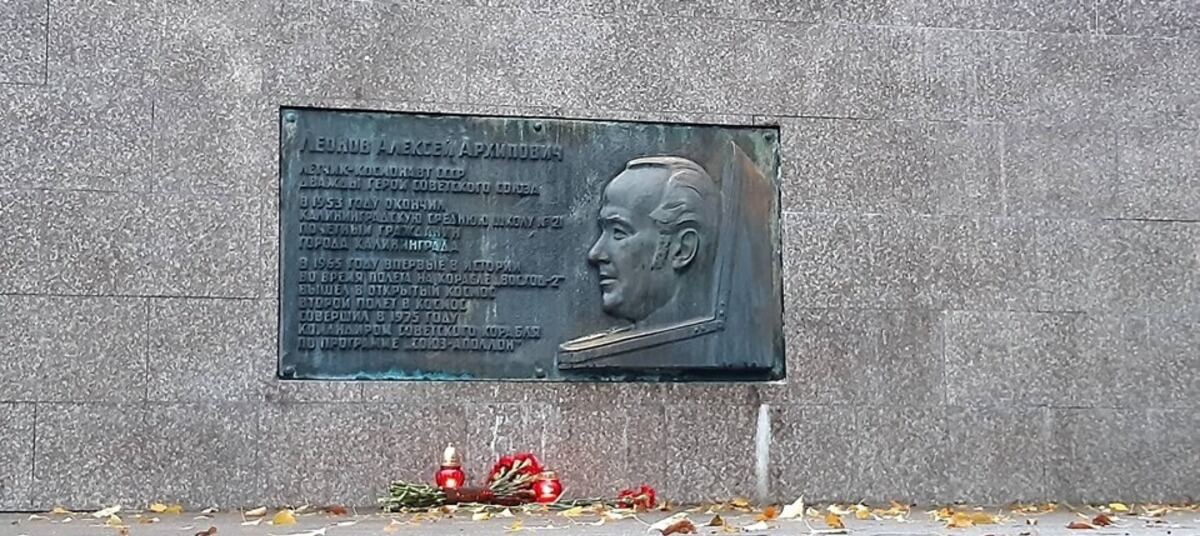 ЛЕОНОВ АЛЕКСЕЙ АРХИПОВИЧ
ЛЕТЧИК-КОСМОНАВТ СССР
ДВАЖДЫ ГЕРОЙ СОВЕТСКОГО СОЮЗА
В 1953 ГОДУ ОКОНЧИЛ
КАЛИНИНГРАДСКУЮ СРЕДНЮЮ ШКОЛУ № 21
ПОЧЕТНЫЙ ГРАЖДАНИН
ГОРОДА КАЛИНИНГРАДА
В 1965 ГОДУ ВПЕРВЫЕ В ИСТОРИИ
ВО ВРЕМЯ ПОЛЕТА НА КОРАБЛЕ „ВОСХОД-2"
ВЫШЕЛ В ОТКРЫТЫЙ КОСМОС
ВТОРОЙ ПОЛЕТ В КОСМОС
СОВЕРШИЛ В 1975 ГОДУ
КОМАНДИРОМ СОВЕТСКОГО КОРАБЛЯ
ПО ПРОГРАММЕ „СОЮЗ-АПОЛЛОН"